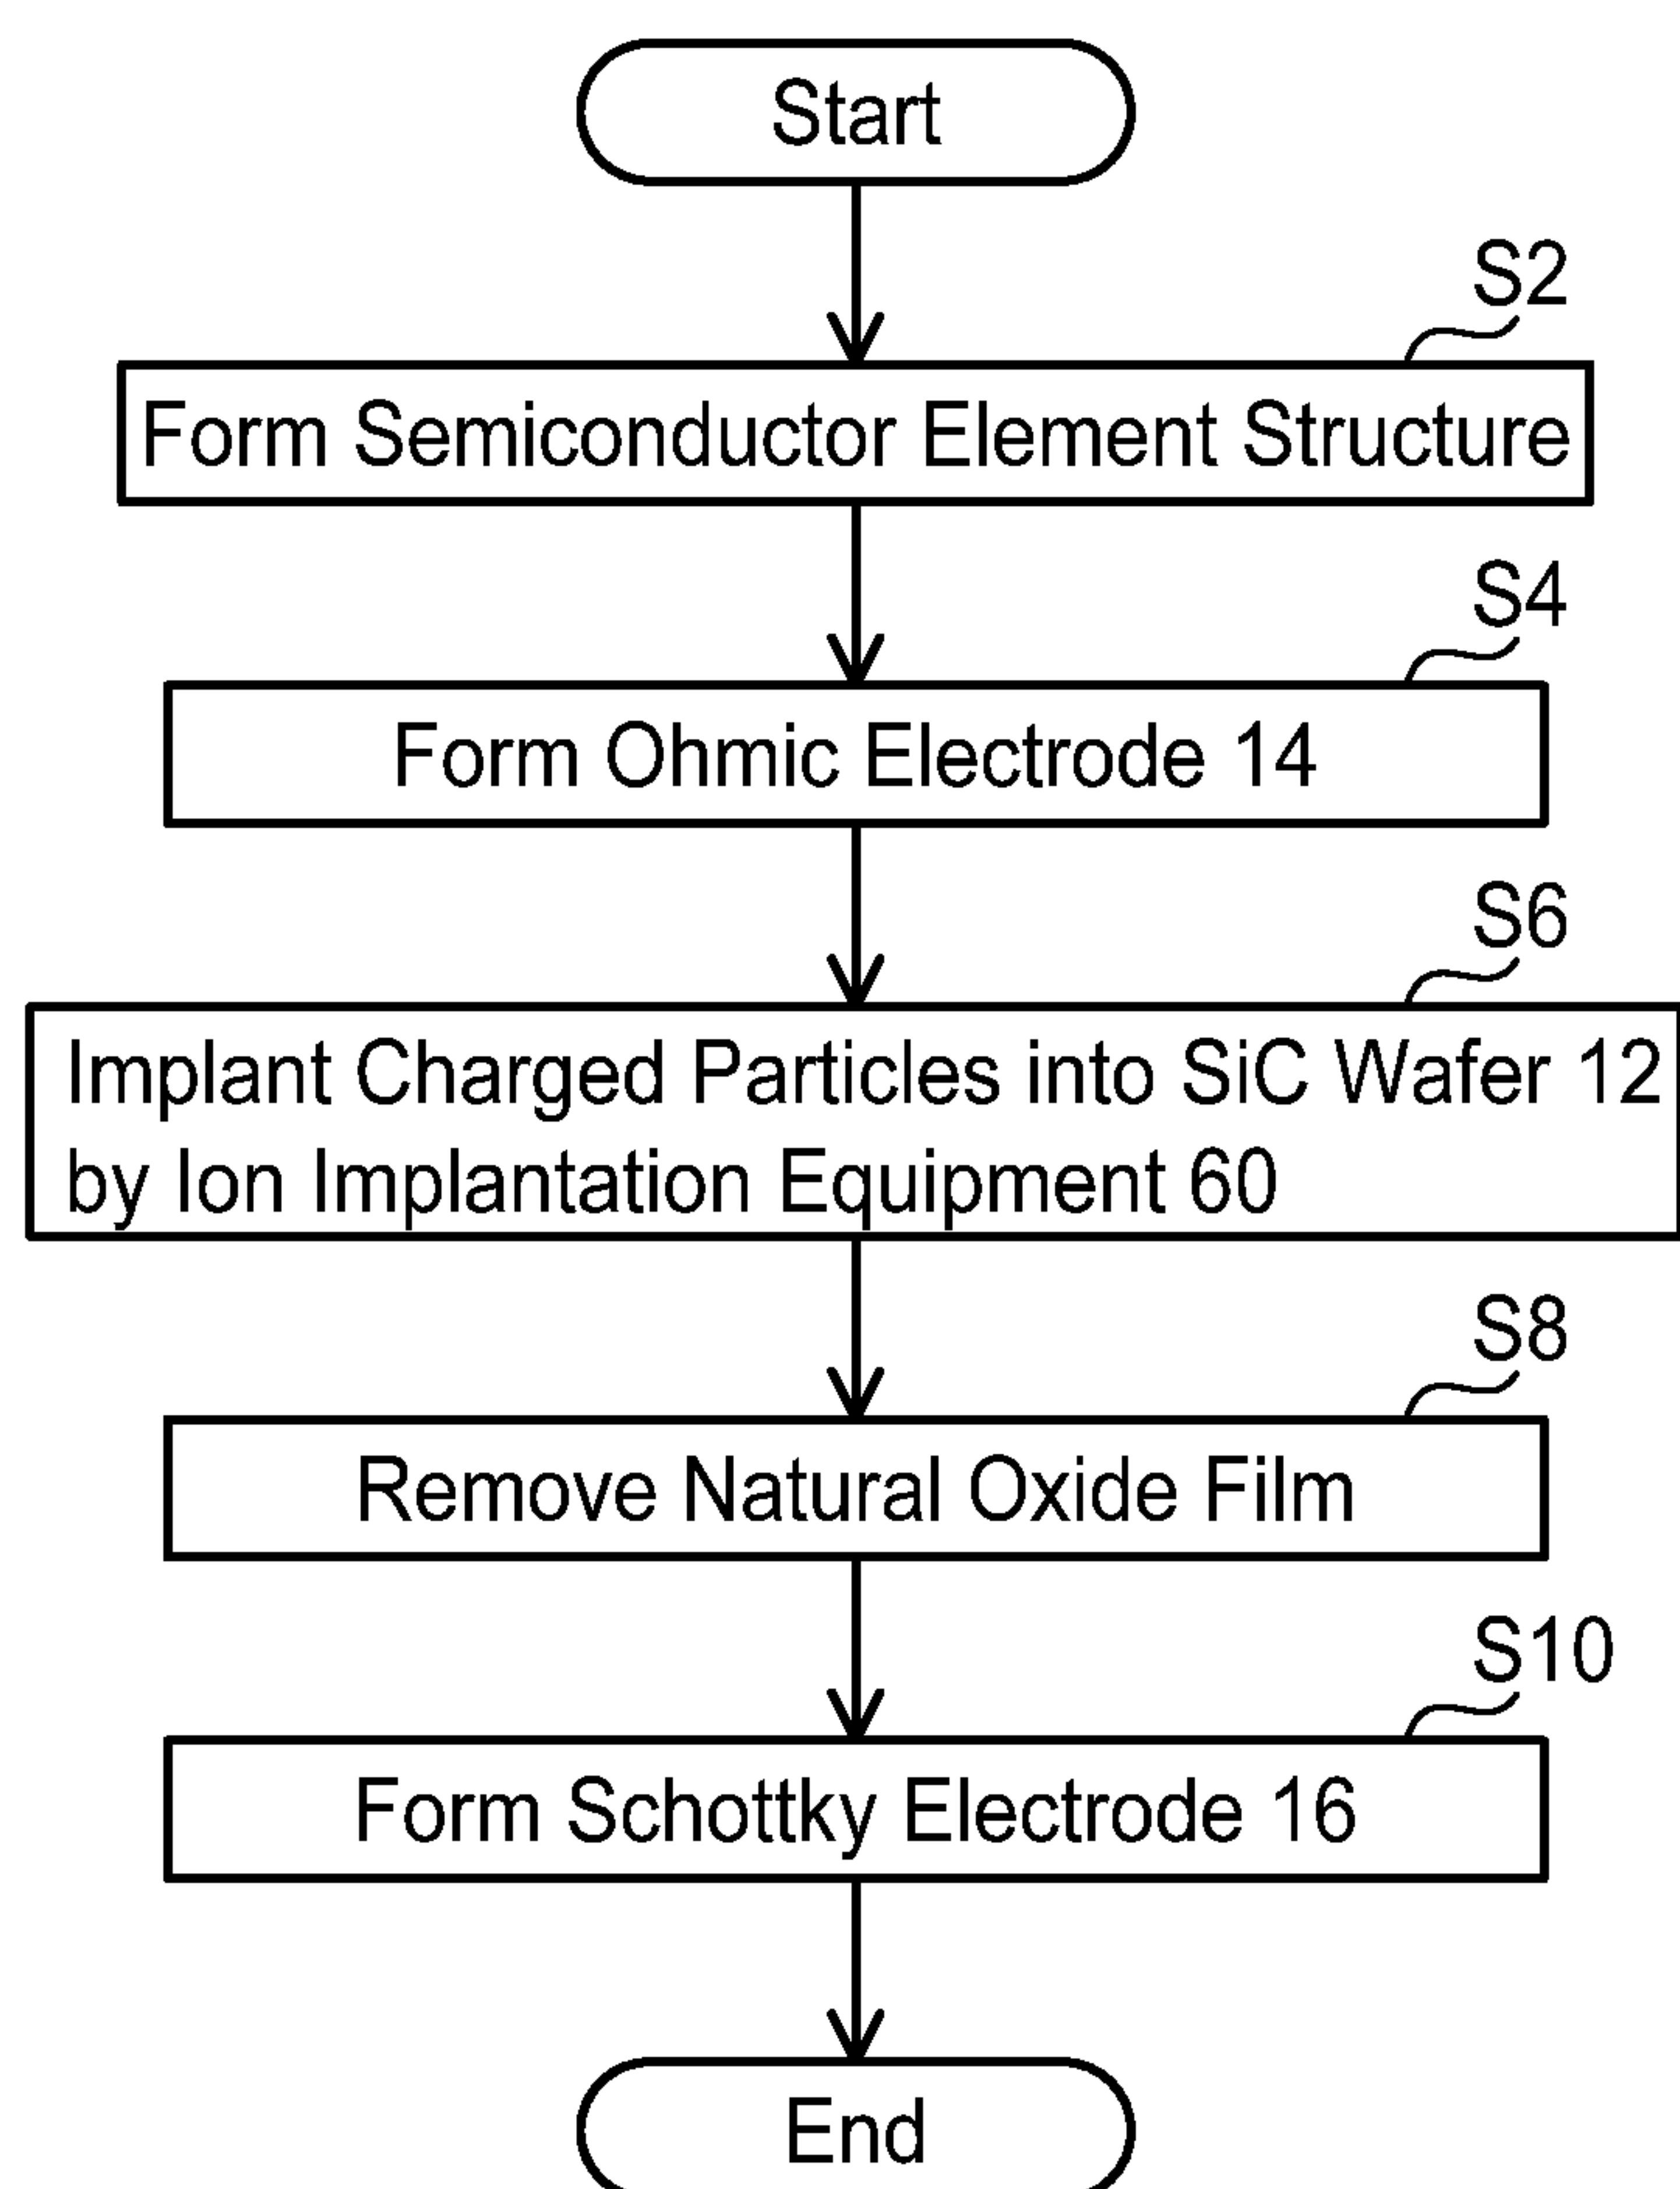 Start
S2
Form Semiconductor Element Structure
S4
Form Ohmic Electrode 14
S6
Implant Charged Particles into SiC Wafer 12
by Ion Implantation Equipment 60
S8
Remove Natural Oxide Film
S10
Form Schottky Electrode 16
End